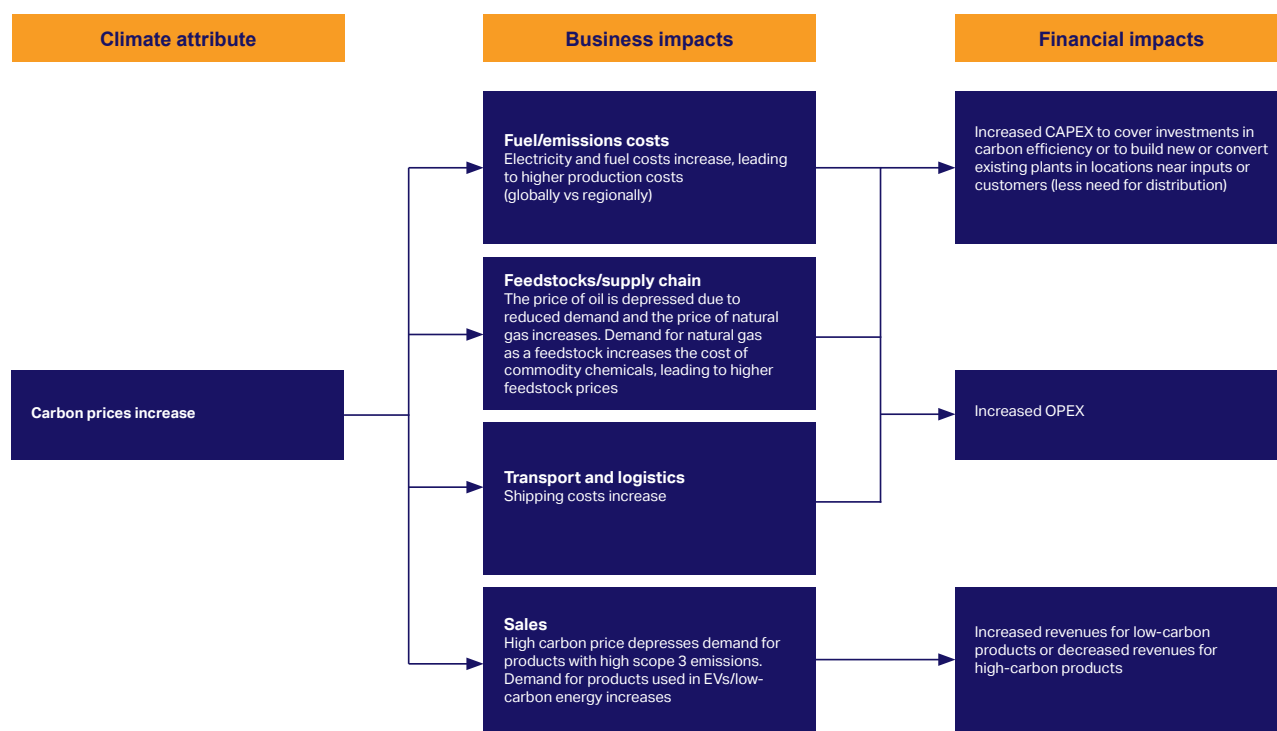 Climate attribute
Business impacts
Financial impacts
Carbon prices increase
Fuel/emissions costs
Electricity and fuel costs increase, leading
to higher production costs
(globally vs regionally)
Feedstocks/supply chain
The price of oil is depressed due to
reduced demand and the price of natural
gas increases. Demand for natural gas
as a feedstock increases the cost of
commodity chemicals, leading to higher
feedstock prices
Transport and logistics
Shipping costs increase
Sales
High carbon price depresses demand for
products with high scope 3 emissions.
Demand for products used in EVs/low-
carbon energy increases
Increased CAPEX to cover investments in
carbon efficiency or to build new or convert
existing plants in locations near inputs or
customers (less need for distribution)
Increased OPEX
Increased revenues for low-carbon
products or decreased revenues for
high-carbon products